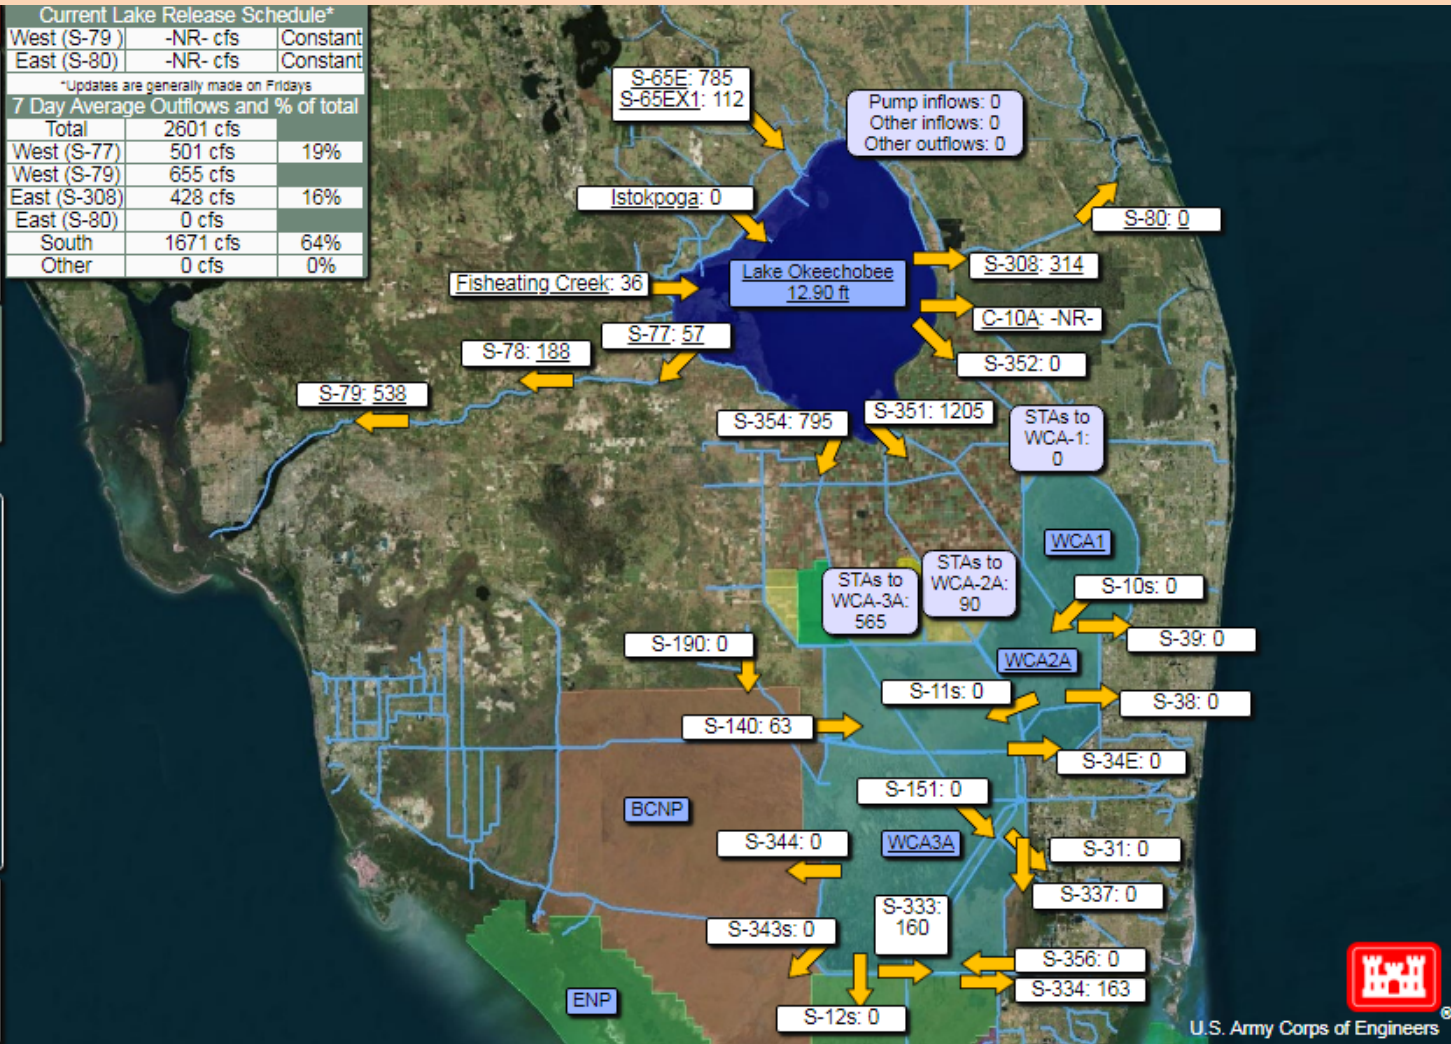 Current Lake Release Schedule*
West (S-79 ) -NR- cfs Constant
East (S-80) -NR- cfs Constant
*Updates are generally made on Fridays
7 Day Average Outflows and % of total
Total 2601 cfs
West (S-77) 501 cfs 19%
West (S-79) 655 cfs
East (S-308) 428 cfs 16%
East (S-80) 0 cfs
South 1671 cfs 64%
Other 0 cfs 0%
S-65E: 785
S-65EX1: 112
Pump inflows: 0
Other inflows: 0
Other outflows: 0
Istokpoga: 0
S-80: 0
Lake Okeechobee
12.90 ft
S-308: 314
Fisheating Creek: 36
C-10A: -NR-
S-77: 57
S-78: 188
S-352: 0
S-79: 538
S-354: 795
S-351: 1205
STAs to
WCA-1:
0
WCA1
STAs to
WCA-3A:
565
STAs to
WCA-2A:
90
S-10s: 0
S-39: 0
S-190: 0
WCA2A
S-11s: 0
S-38: 0
S-140: 63
S-34E: 0
S-151: 0
BCNP
S-344: 0
WCA3A
S-31: 0
S-337: 0
S-333:
160
S-343s: 0
S-356: 0
S-334: 163
ENP
S-12s: 0
U.S. Army Corps of Engineers ®